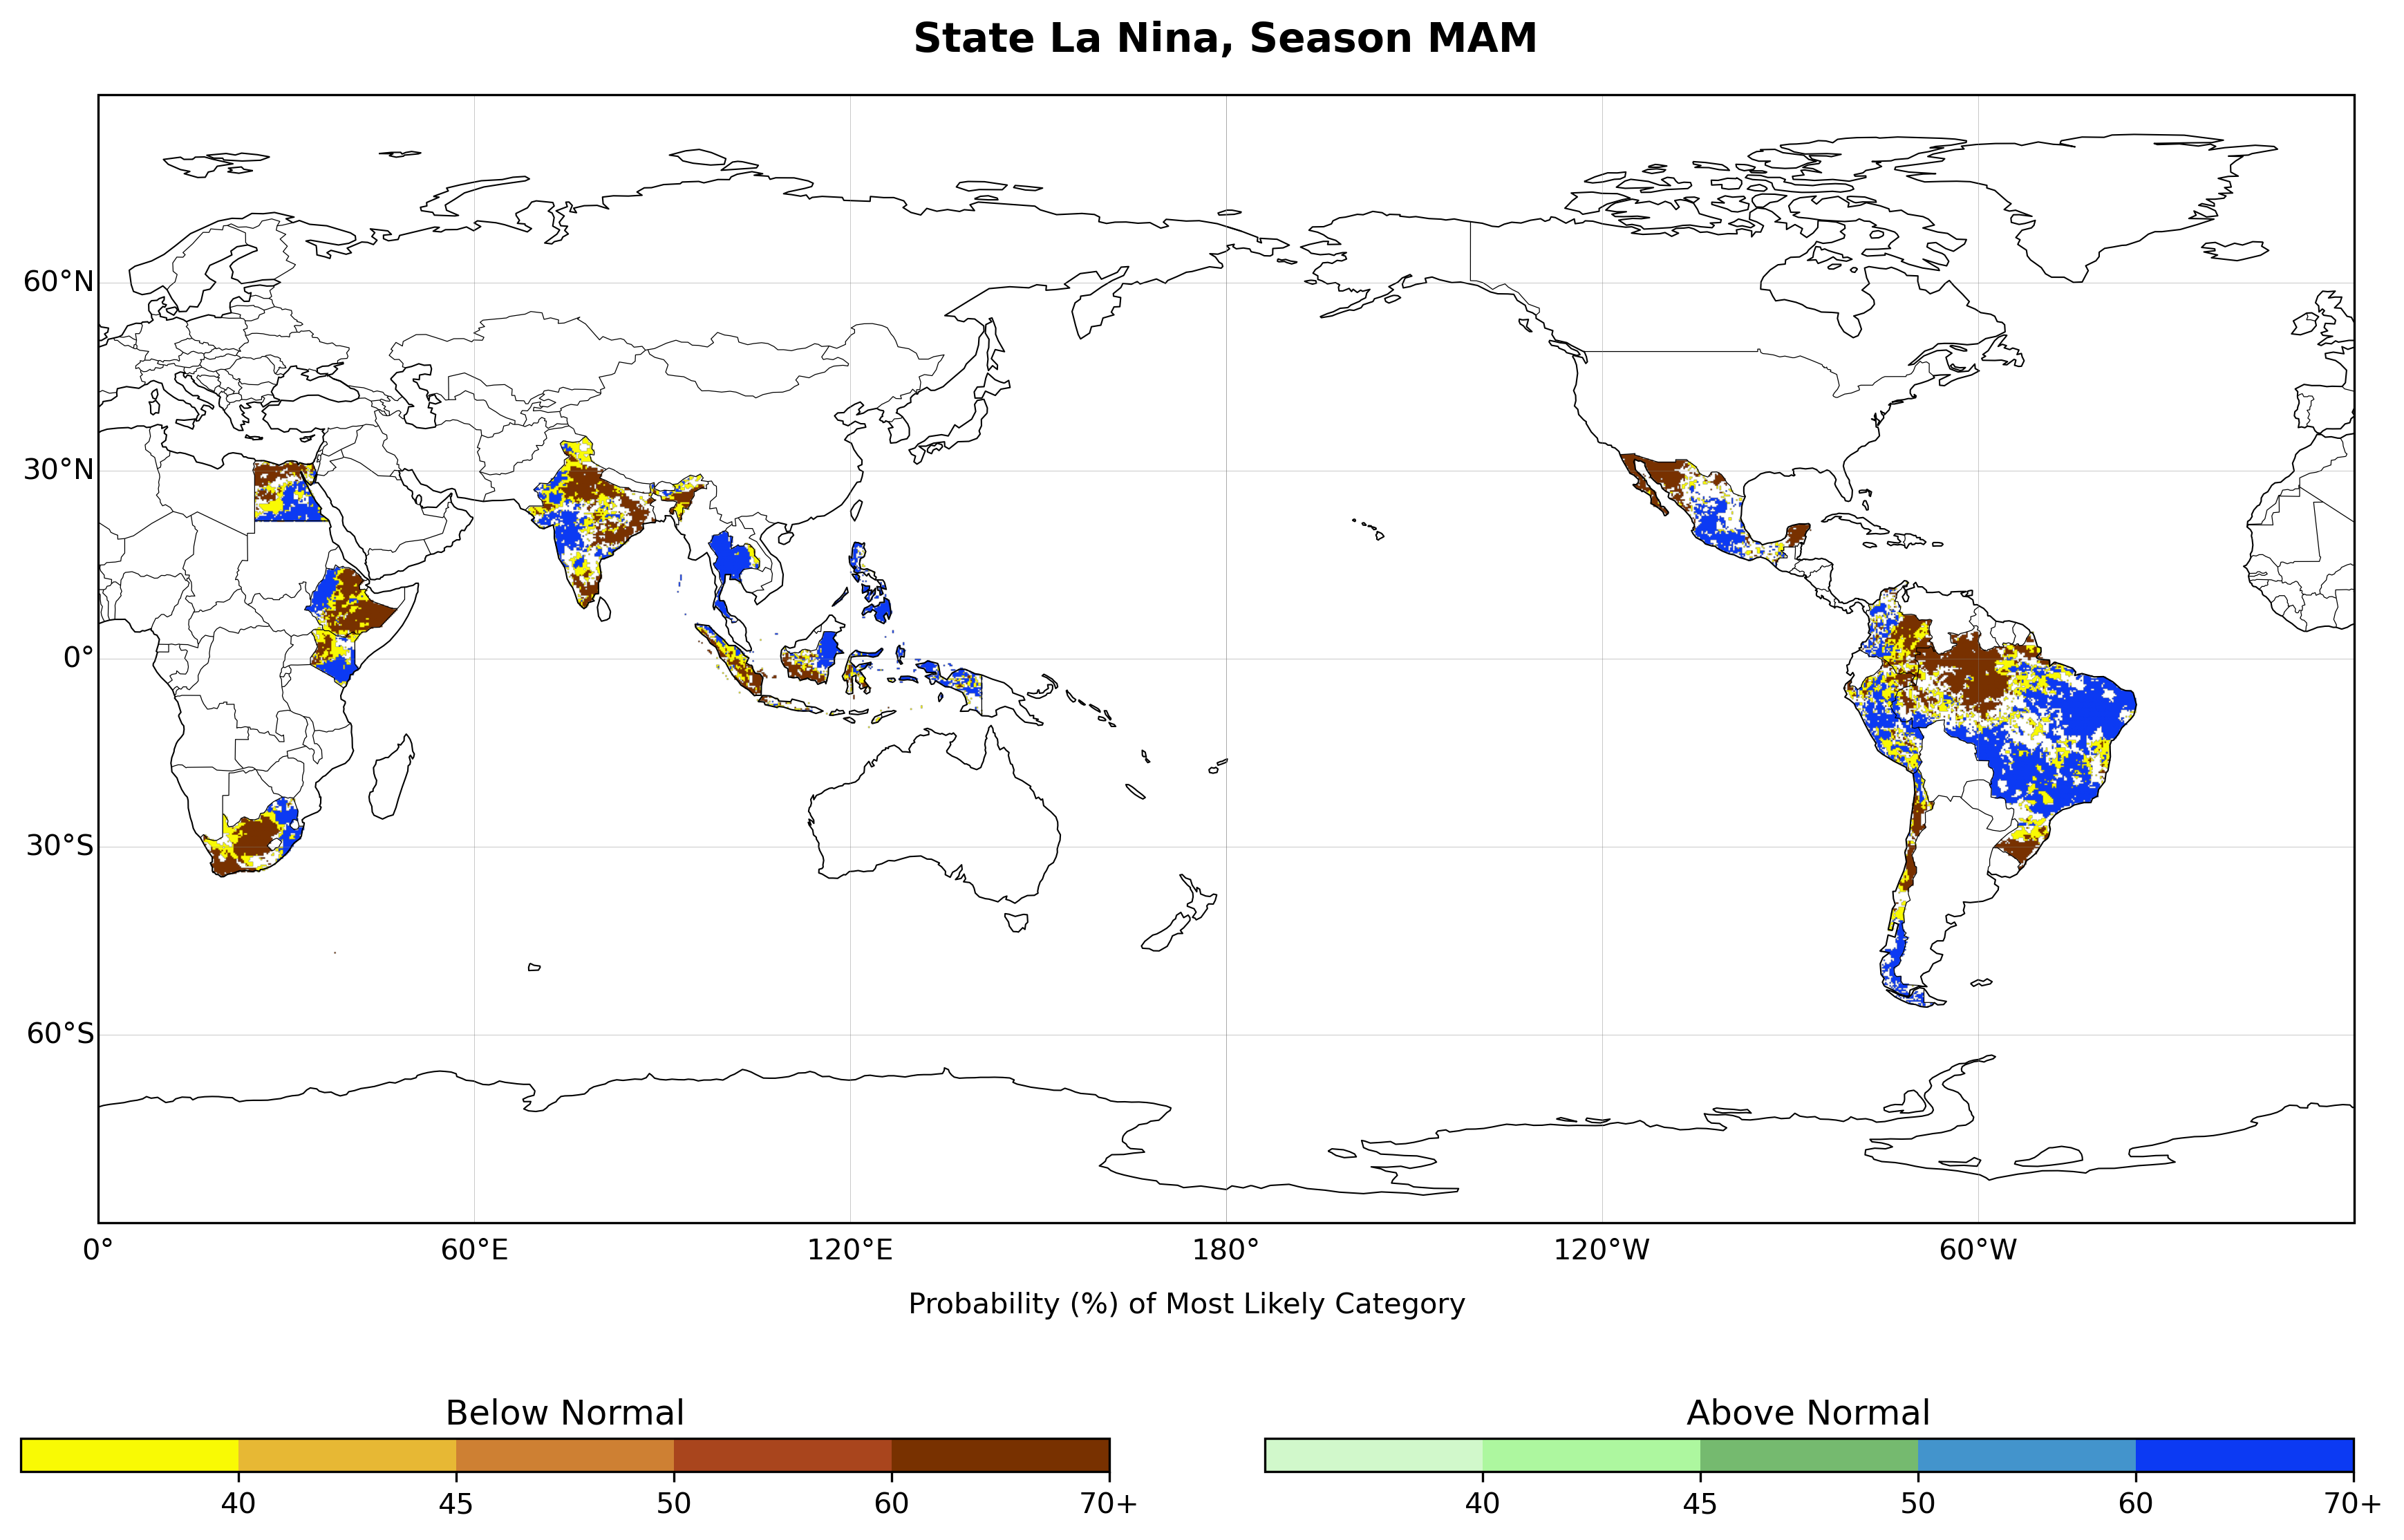 State La Nina, Season MAM
60°N
30°N
0°
30°S
60°S
0°
60°E
120°E
180°
120°W
60°W
Probability (%) of Most Likely Category
Below Normal
Above Normal
40
45
50
60
70+
40
45
50
60
70+